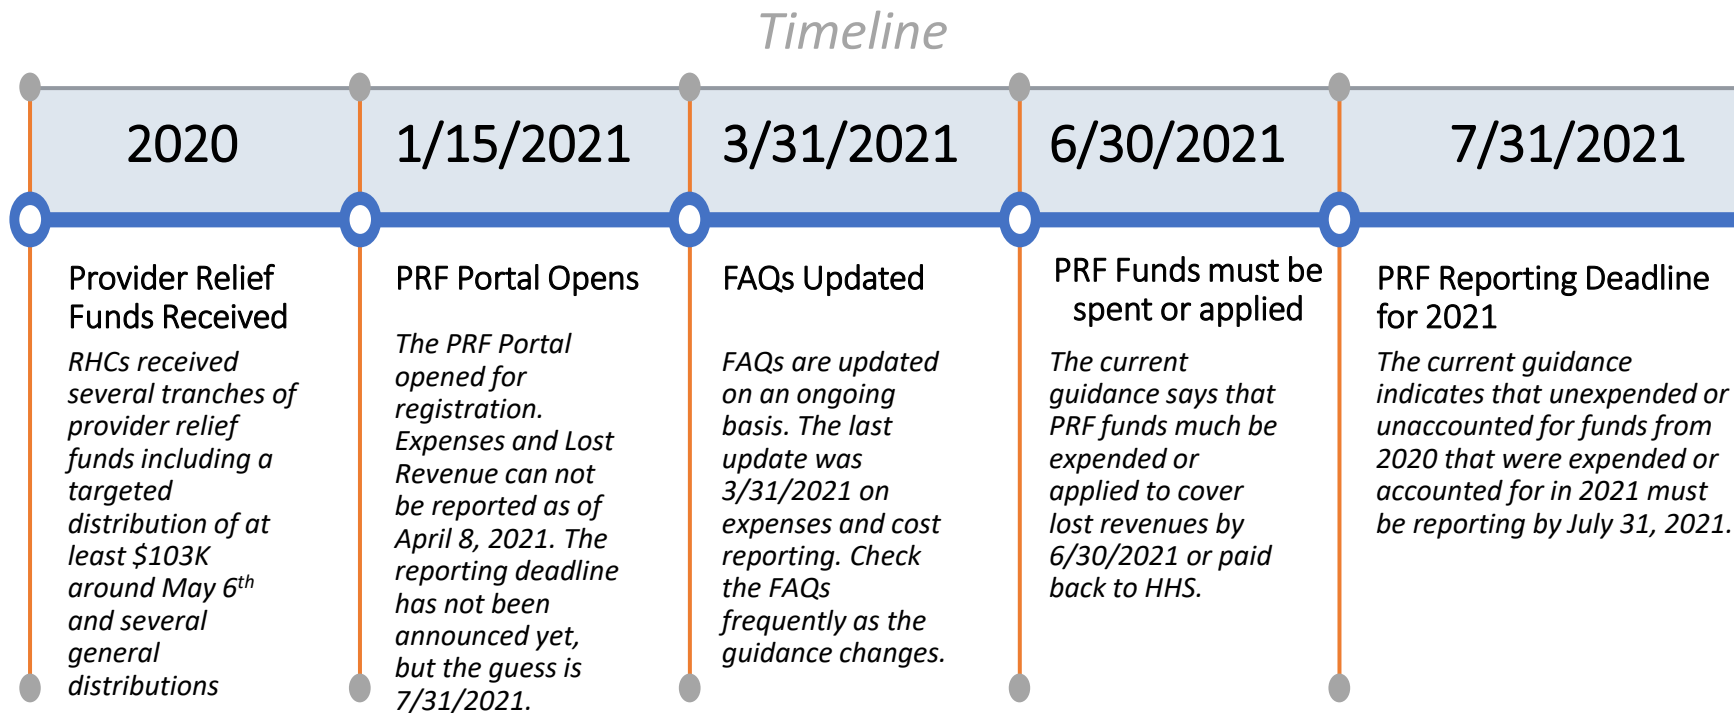 Timeline
2020
Provider Relief
Funds Received
RHCs received
several tranches of
provider relief
funds including a
targeted
distribution of at
least $103K
around May 6th
and several
general
distributions
1/15/2021
PRF Portal Opens
The PRF Portal
opened for
registration.
Expenses and Lost
Revenue can not
be reported as of
April 8, 2021. The
reporting deadline
has not been
announced yet,
but the guess is
7/31/2021.
3/31/2021
FAQs Updated
FAQs are updated
on an ongoing
basis. The last
update was
3/31/2021 on
expenses and cost
reporting. Check
the FAQs
frequently as the
guidance changes.
6/30/2021
PRF Funds must be
spent or applied
The current
guidance says that
PRF funds much be
expended or
applied to cover
lost revenues by
6/30/2021 or paid
back to HHS.
7/31/2021
PRF Reporting Deadline
for 2021
The current guidance
indicates that unexpended or
unaccounted for funds from
2020 that were expended or
accounted for in 2021 must
be reporting by July 31, 2021.